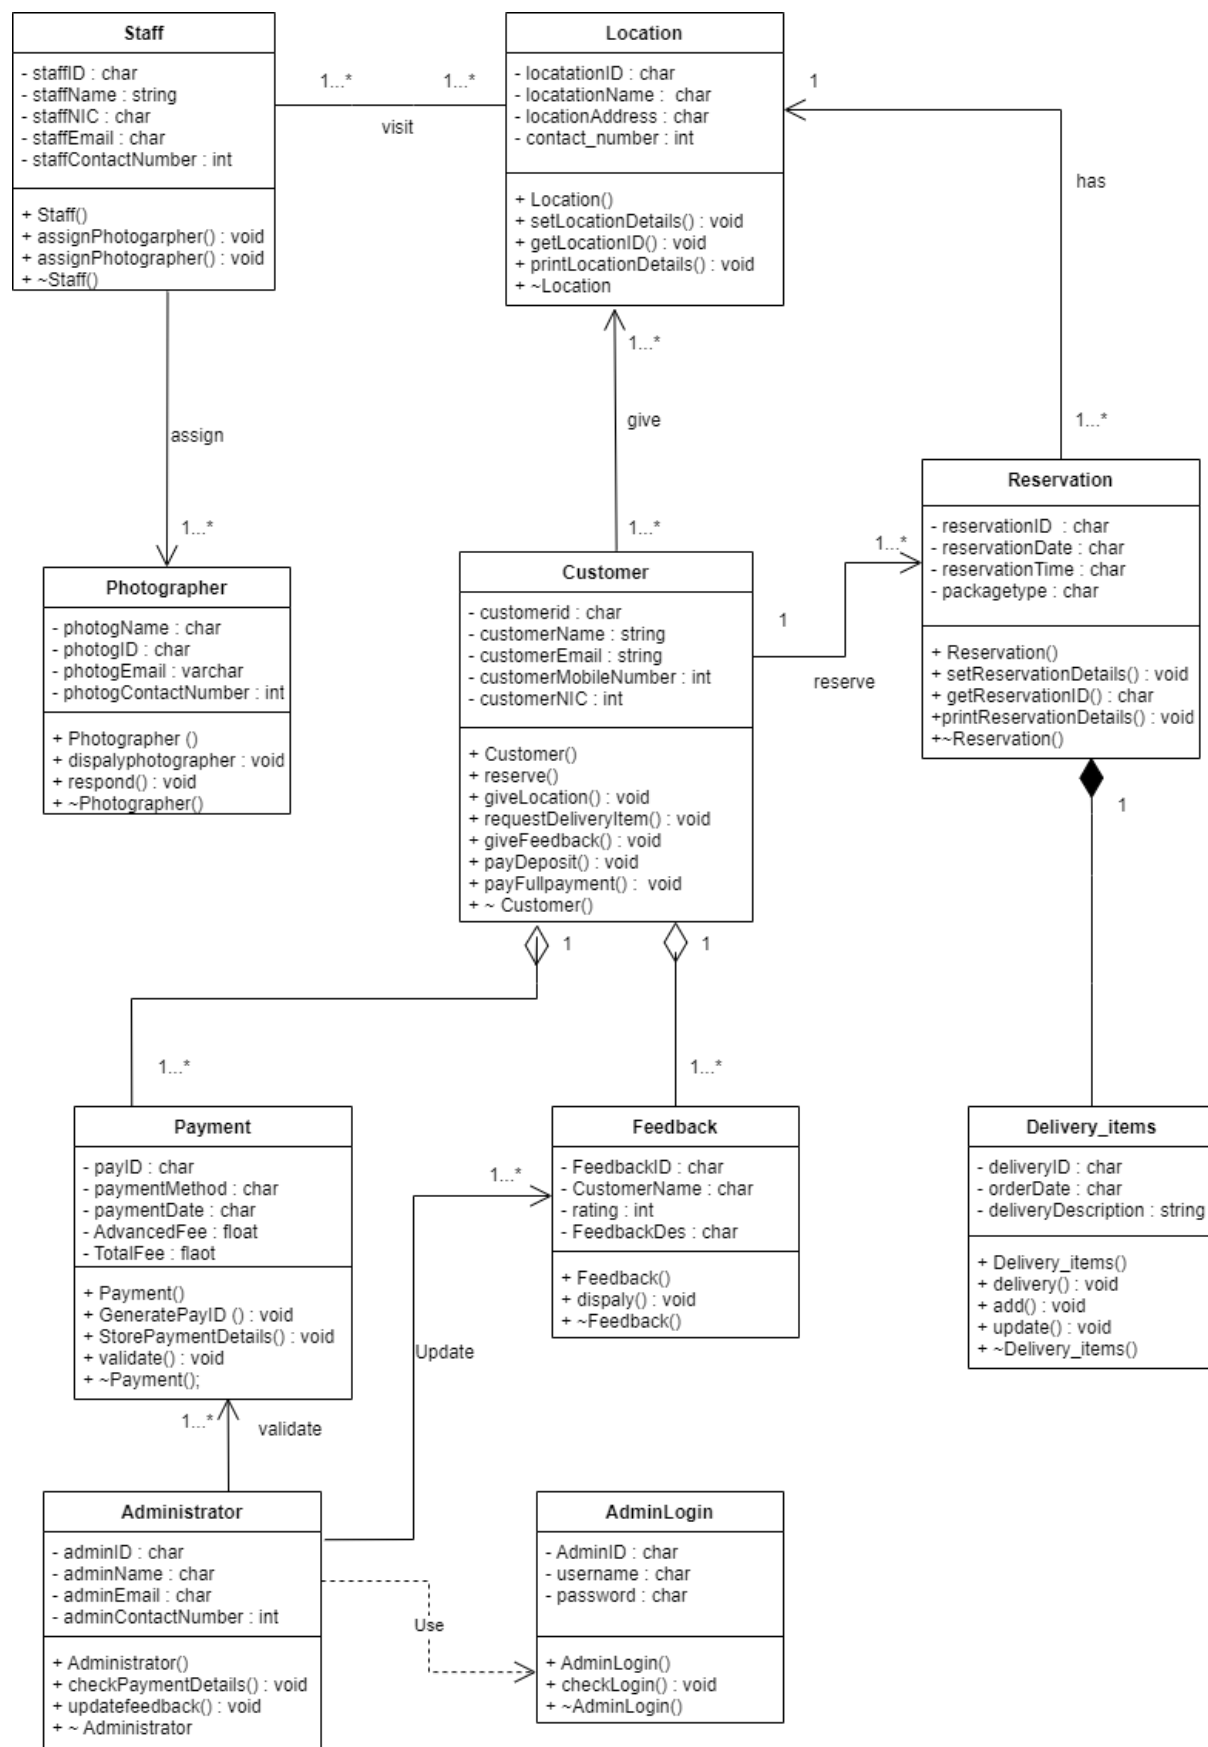 Staff
- staffID : char
- staffName : string
- staffNIC : char
- staffEmail : char
- staffContactNumber : int
+ Staff()
+ assignPhotogarpher() : void
+ assignPhotographer() : void
+ ~Staff()
1...*
1...*
visit
Location
- locatationID : char
- locatationName :  char
- locationAddress : char
- contact_number : int
+ Location()
+ setLocationDetails() : void
+ getLocationID() : void
+ printLocationDetails() : void
+ ~Location
1
has
1...*
1...*
give
1...*
assign
1...*
Photographer
- photogName : char
- photogID : char
- photogEmail : varchar
- photogContactNumber : int
+ Photographer ()
+ dispalyphotographer : void
+ respond() : void
+ ~Photographer()
Customer
- customerid : char
- customerName : string
- customerEmail : string
- customerMobileNumber : int
- customerNIC : int
+ Customer()
+ reserve()
+ giveLocation() : void
+ requestDeliveryItem() : void
+ giveFeedback() : void
+ payDeposit() : void
+ payFullpayment() :  void
+ ~ Customer()
1
reserve
1...*
Reservation
- reservationID  : char
- reservationDate : char
- reservationTime : char
- packagetype : char
+ Reservation()
+ setReservationDetails() : void
+ getReservationID() : char
+printReservationDetails() : void
+~Reservation()
1
1
1
1...*
1...*
Payment
- payID : char
- paymentMethod : char
- paymentDate : char
- AdvancedFee : float
- TotalFee : flaot
+ Payment()
+ GeneratePayID () : void
+ StorePaymentDetails() : void
+ validate() : void
+ ~Payment();
1...*
Update
Feedback
- FeedbackID : char
- CustomerName : char
- rating : int
- FeedbackDes : char
+ Feedback()
+ dispaly() : void
+ ~Feedback()
Delivery_items
- deliveryID : char
- orderDate : char
- deliveryDescription : string
+ Delivery_items()
+ delivery() : void
+ add() : void
+ update() : void
+ ~Delivery_items()
1...*
validate
Administrator
- adminID : char
- adminName : char
- adminEmail : char
- adminContactNumber : int
+ Administrator()
+ checkPaymentDetails() : void
+ updatefeedback() : void
+ ~ Administrator
Use
AdminLogin
- AdminID : char
- username : char
- password : char
+ AdminLogin()
+ checkLogin() : void
+ ~AdminLogin()